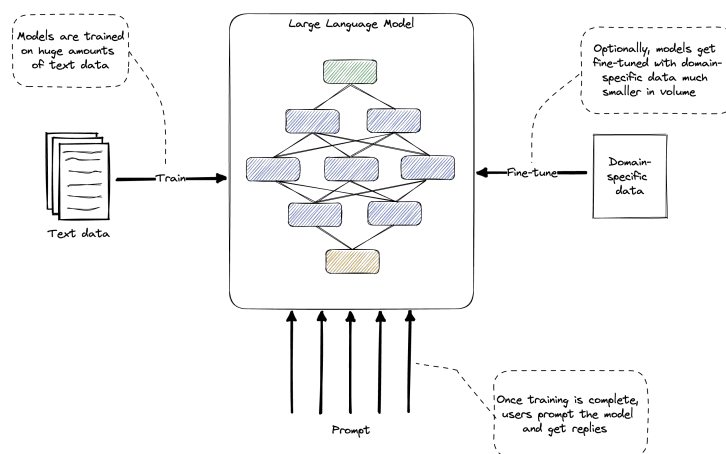 Large Language Model
Models are trained
on huge amounts
of text data
Optionally, models get
fine-tuned with domain-
specific data much
smaller in volume
Train
Fine-tune
Domain-
specific
data
Text data
Once training is complete,
users prompt the model
and get replies
Prompt